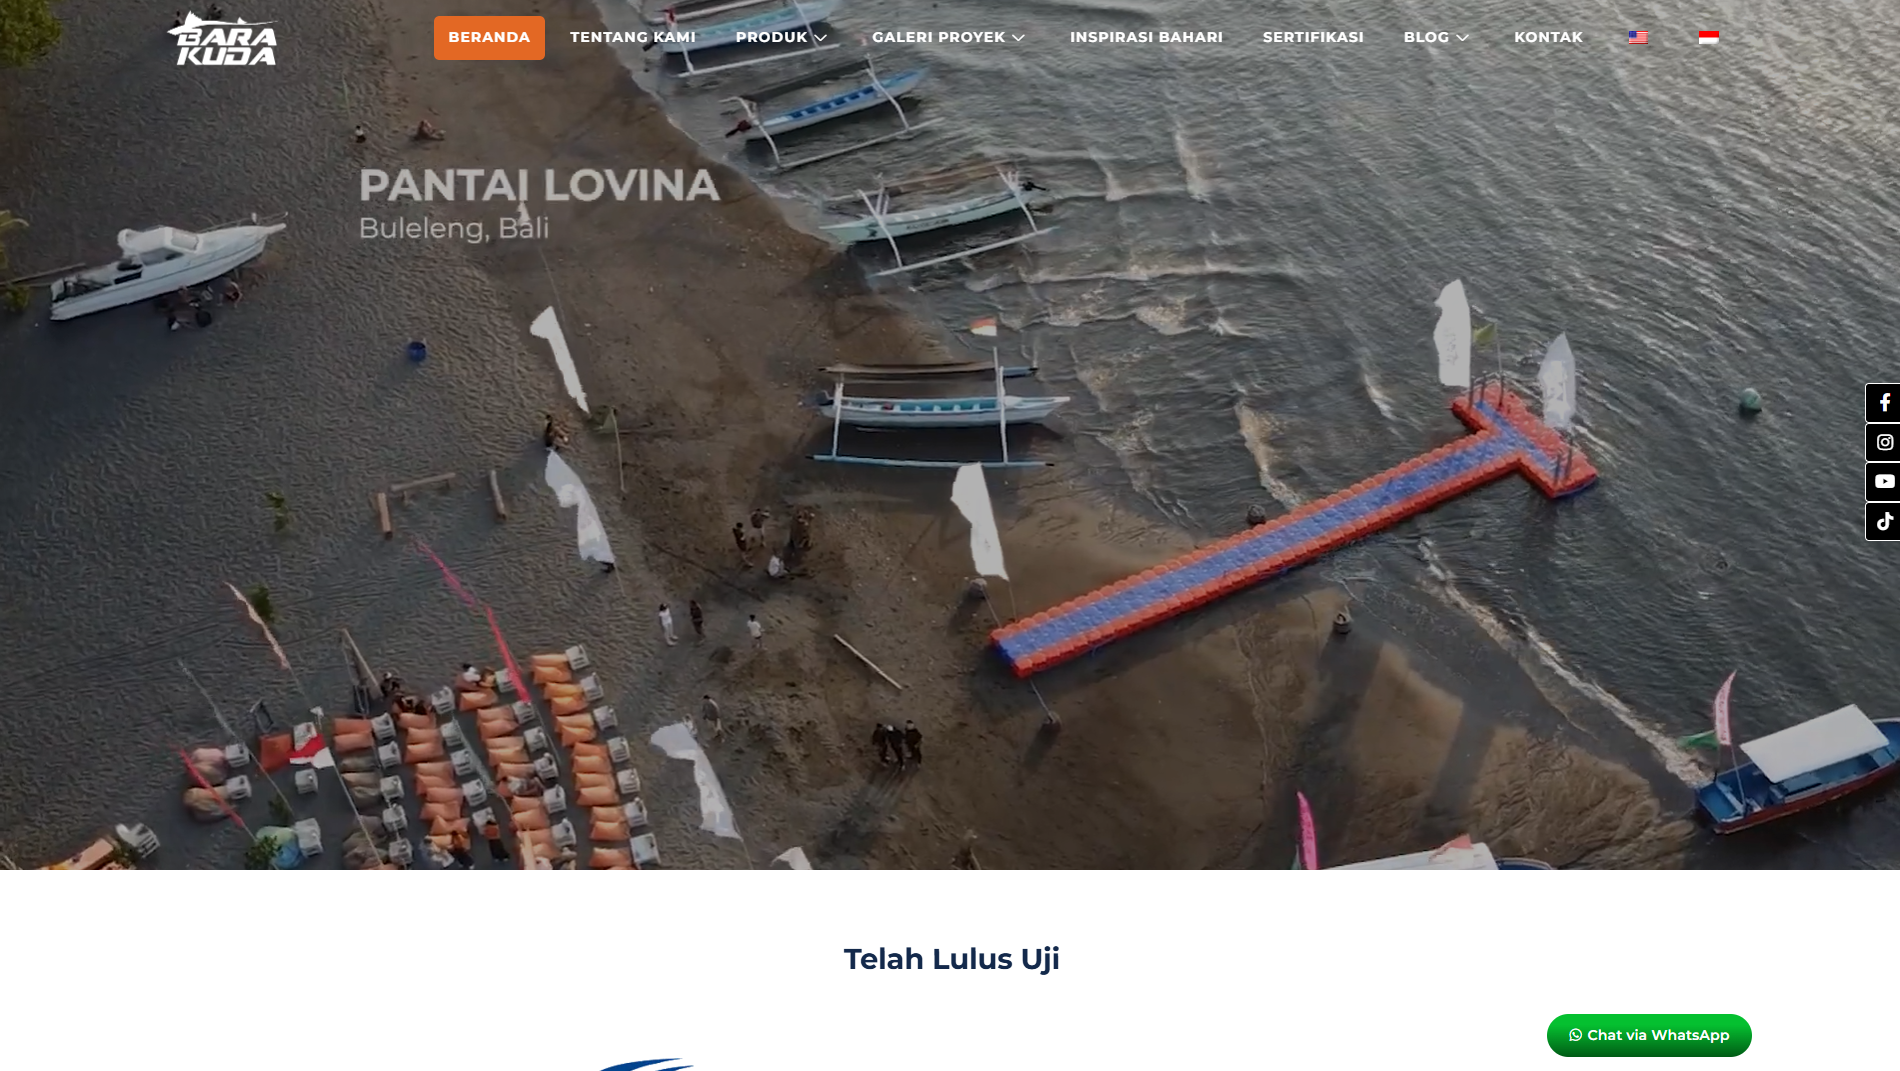 BARA
KUDA
BERANDA
TENTANG KAMI
PRODUK
GALERI PROYEK
INSPIRASI BAHARI
SERTIFIKASI
BLOG
KONTAK
PANTAI LOVINA
Buleleng, Bali
Telah Lulus Uji
Chat via WhatsApp